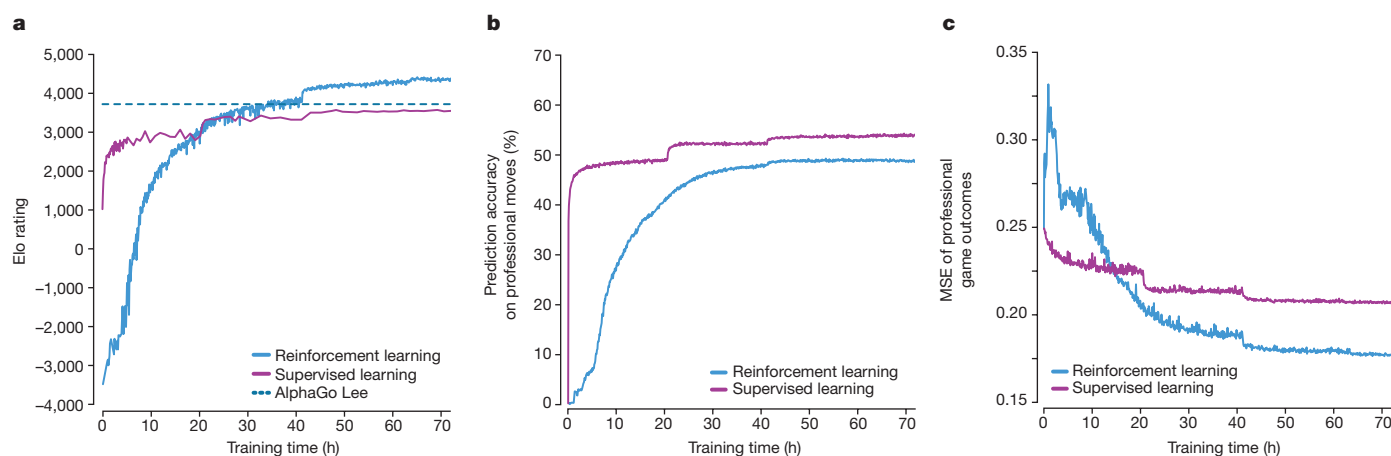 a
5,000
4,000
3,000
2,000
1,000
0
–1,000
–2,000
–3,000
–4,000
Elo rating
0 10 20 30 40 50 60 70
Training time (h)
Reinforcement learning
Supervised learning
AlphaGo Lee
b
70
60
50
40
30
20
10
0
Prediction accuracy
on professional moves (%)
0 10 20 30 40 50 60 70
Training time (h)
Reinforcement learning
Supervised learning
c
0.35
0.30
0.25
0.20
0.15
MSE of professional
game outcomes
0 10 20 30 40 50 60 70
Training time (h)
Reinforcement learning
Supervised learning